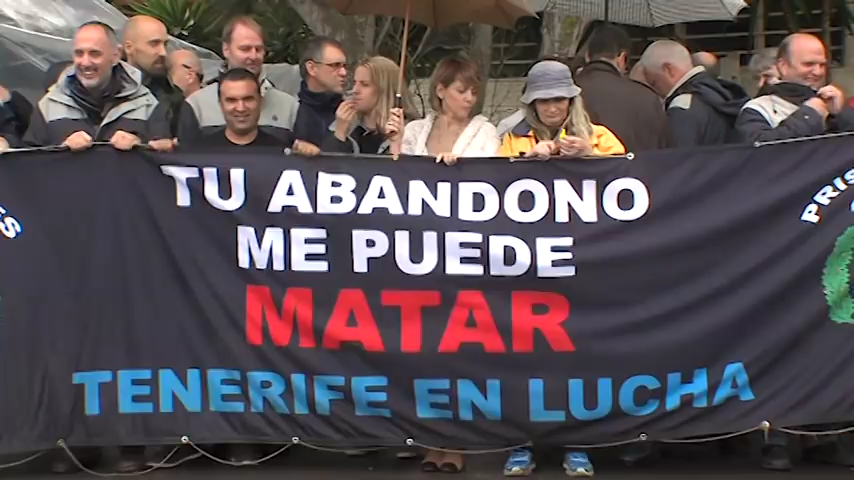 TU ABANDONO
ME PUEDE
MATAR
TENERIFE EN LUCHA